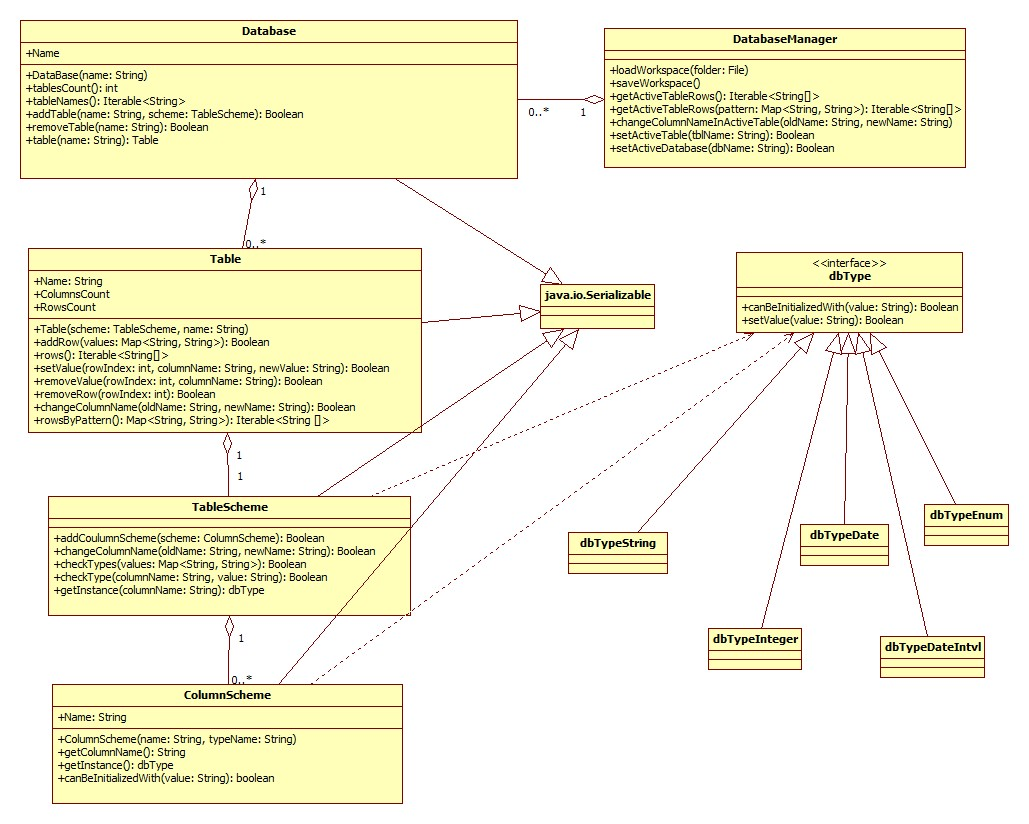 Database
+Name
+DataBase(name: String)
+tablesCount(): int
+tableNames(): Iterable<String>
+addTable(name: String, scheme: TableScheme): Boolean
+removeTable(name: String): Boolean
+table(name: String): Table
DatabaseManager
+loadWorkspace(folder: File)
+saveWorkspace()
+getActiveTableRows(): Iterable<String[]>
+getActiveTableRows(pattern: Map<String, String>): Iterable<String[]>
+changeColumnNameInActiveTable(oldName: String, newName: String)
+setActiveTable(tblName: String): Boolean
+setActiveDatabase(dbName: String): Boolean
0..*
1
1
0..*
Table
+Name: String
+ColumnsCount
+RowsCount
+Table(scheme: TableScheme, name: String)
+addRow(values: Map<String, String>): Boolean
+rows(): Iterable<String[]>
+setValue(rowIndex: int, columnName: String, newValue: String): Boolean
+removeValue(rowIndex: int, columnName: String): Boolean
+removeRow(rowIndex: int): Boolean
+changeColumnName(oldName: String, newName: String): Boolean
+rowsByPattern(): Map<String, String>): Iterable<String []>
java.io.Serializable
<<interface>>
dbType
+canBeInitializedWith(value: String): Boolean
+setValue(value: String): Boolean
1
1
TableScheme
+addCoulumnScheme(scheme: ColumnScheme): Boolean
+changeColumnName(oldName: String, newName: String): Boolean
+checkTypes(values: Map<String, String>): Boolean
+checkType(columnName: String, value: String): Boolean
+getInstance(columnName: String): dbType
dbTypeString
dbTypeDate
dbTypeEnum
dbTypeInteger
dbTypeDateIntvl
1
0..*
ColumnScheme
+Name: String
+ColumnScheme(name: String, typeName: String)
+getColumnName(): String
+getInstance(): dbType
+canBeInitializedWith(value: String): boolean